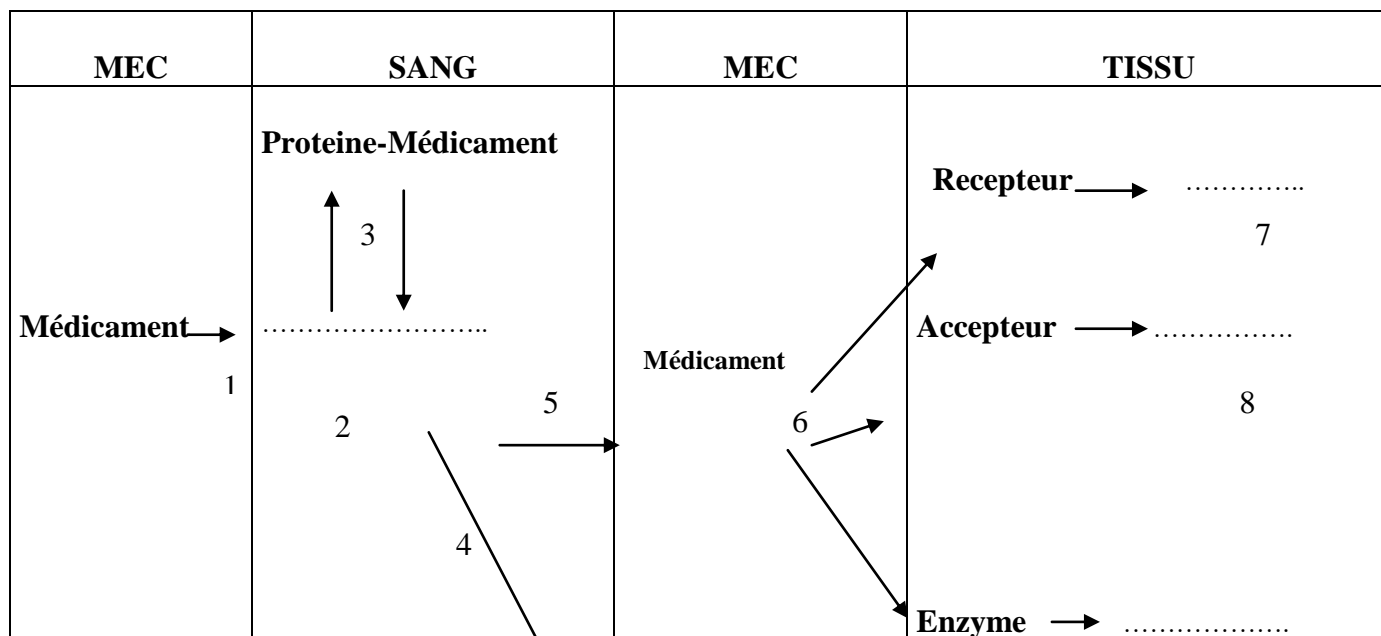 MEC SANG MEC TISSU
Proteine-Médicament
Recepteur …………..
3 7
Médicament ……………………..
Accepteur …………….
Médicament
1
5 8
2 6
4
Enzyme ……………….